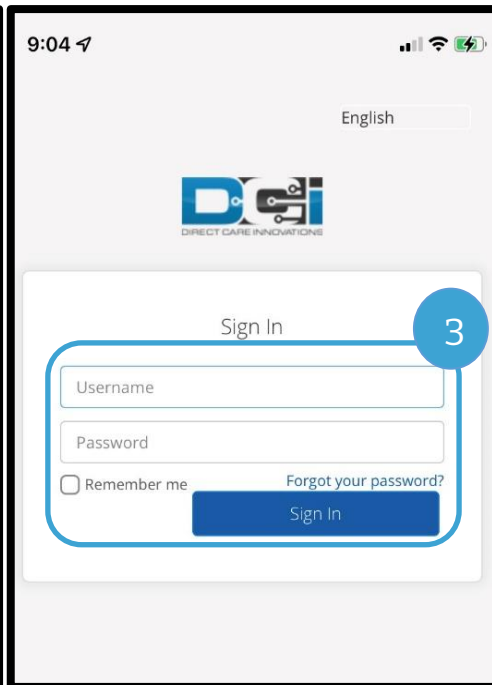 9:04
English
DCi
DIRECT CARE INNOVATIONS
Sign In
3
Username
Password
Remember me
Forgot your password?
Sign In